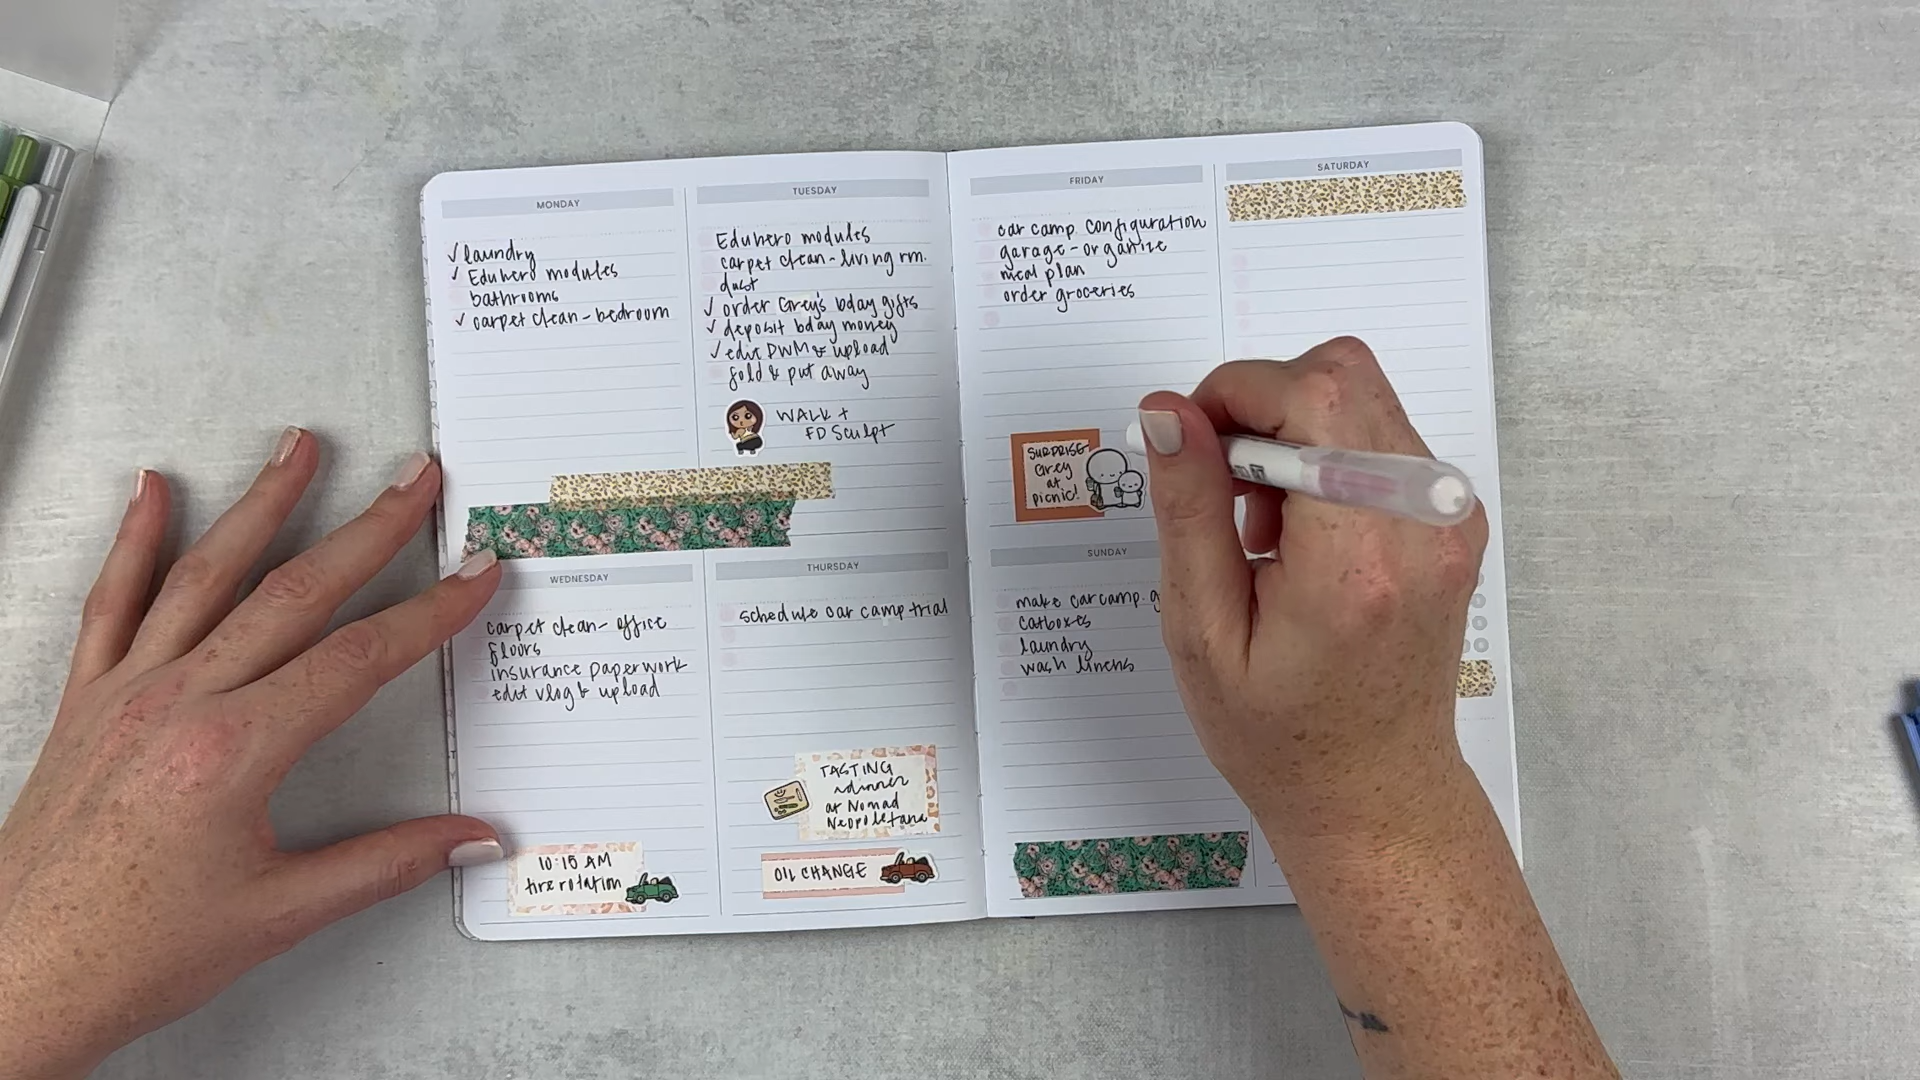 MONDAY
✓ laundry
✓ Eduhero modules
bathrooms
✓ carpet clean - bedroom
TUESDAY
Eduhero modules
carpet clean - living rm.
dust
✓ order Grey's bday gifts
✓ deposit bday money
✓ edit PWM & upload
fold & put away
WALK +
FD Sculpt
WEDNESDAY
carpet clean - office
floors
insurance paperwork
edit vlog & upload
10:15 AM
tire rotation
THURSDAY
schedule car camp trial
TASTING
dinner
at Nomad
Neopoletana
OIL CHANGE
FRIDAY
car camp. configuration
garage - organize
meal plan
order groceries
SURPRISE
Grey
at
picnic!
SATURDAY
SUNDAY
make car camp. g
catboxes
laundry
wash linens